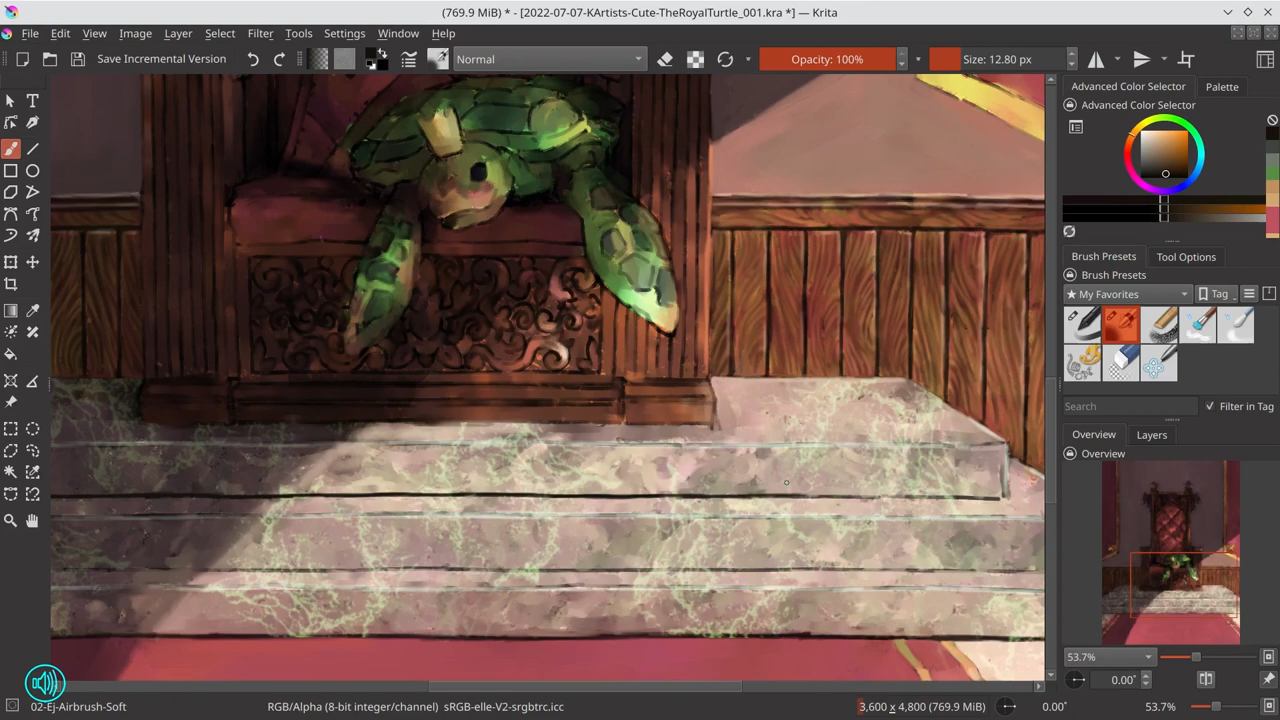 (769.9 MiB) * - [2022-07-07-KArtists-Cute-TheRoyalTurtle_001.kra *] — Krita
File Edit View Image Layer Select Filter Tools Settings Window Help
Save Incremental Version Normal Opacity: 100% Size: 12.80 px
Advanced Color Selector Palette
Advanced Color Selector
Brush Presets Tool Options
Brush Presets
★ My Favorites Tag
Search Filter in Tag
Overview Layers
Overview
53.7%
0.00°
02-Ej-Airbrush-Soft RGB/Alpha (8-bit integer/channel) sRGB-elle-V2-srgbtrc.icc 3,600 x 4,800 (769.9 MiB) 0.00° 53.7%